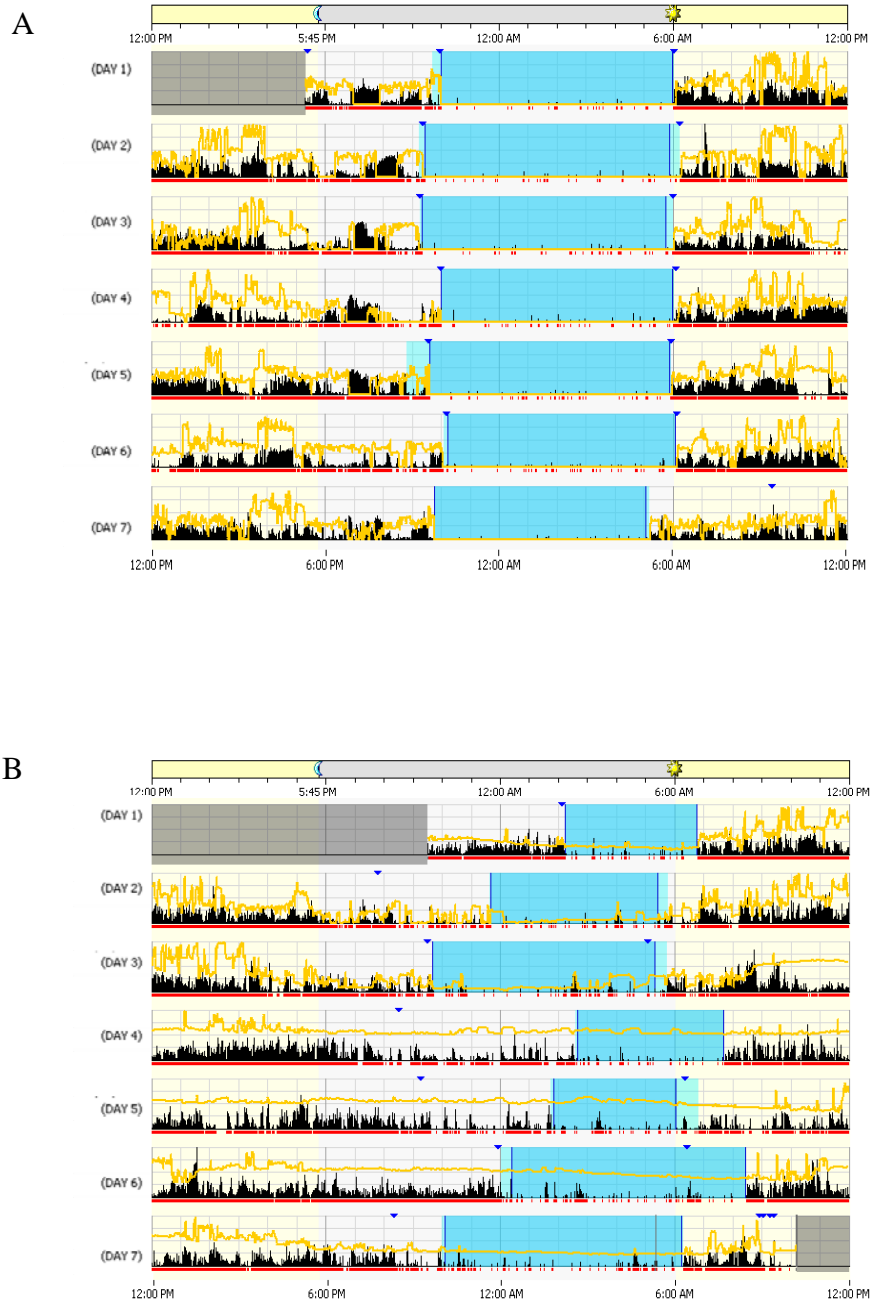 A
12:00 PM 5:45 PM 12:00 AM 6:00 AM 12:00 PM
(DAY 1)
(DAY 2)
(DAY 3)
(DAY 4)
(DAY 5)
(DAY 6)
(DAY 7)
12:00 PM 6:00 PM 12:00 AM 6:00 AM 12:00 PM
B
12:00 PM 5:45 PM 12:00 AM 6:00 AM 12:00 PM
(DAY 1)
(DAY 2)
(DAY 3)
(DAY 4)
(DAY 5)
(DAY 6)
(DAY 7)
12:00 PM 6:00 PM 12:00 AM 6:00 AM 12:00 PM